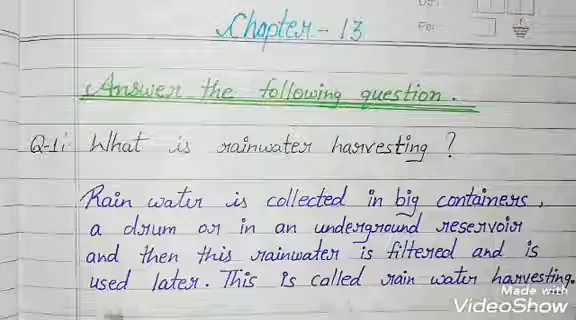 Chapter - 13
Answer the following question.
Q-1i What is rainwater harvesting?
Rain water is collected in big containers,
a drum or in an underground reservoir
and then this rainwater is filtered and is
used later. This is called rain water harvesting.
Made with
VideoShow